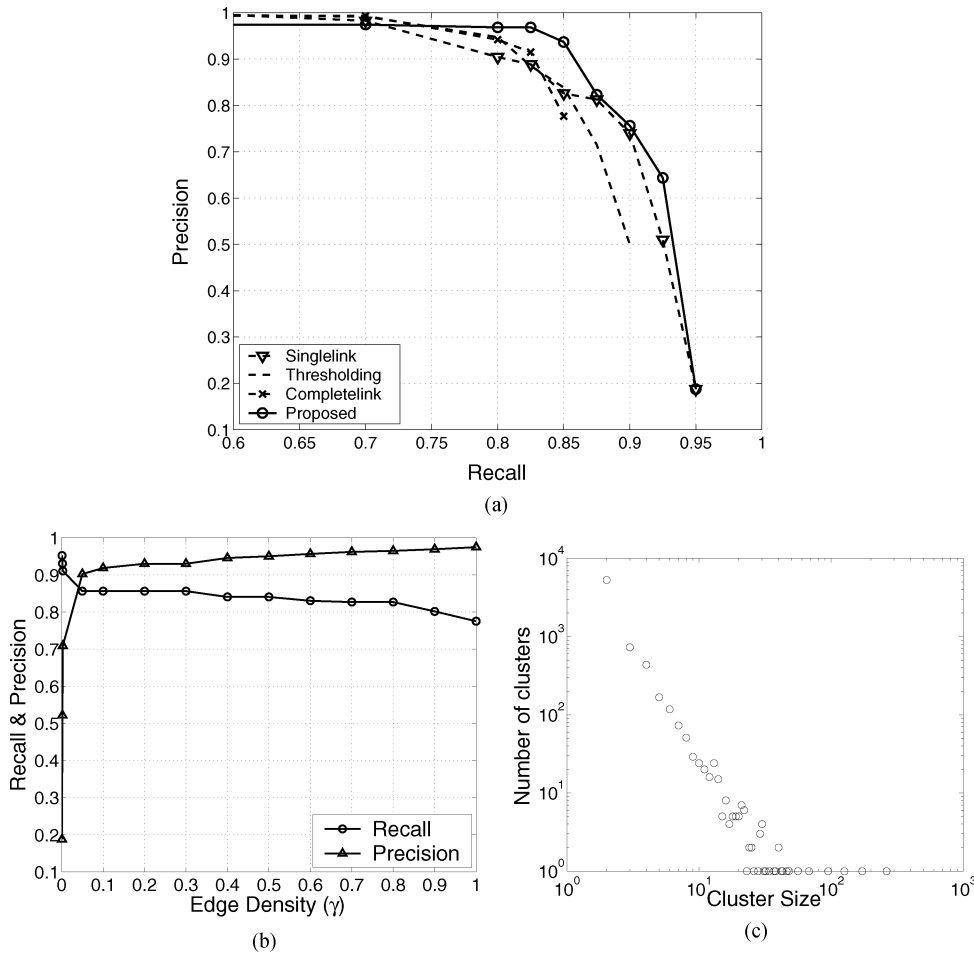 1
0.9
0.8
0.7
0.6
0.5
0.4
0.3
0.2
0.1
Precision
Singlelink
Thresholding
Completelink
Proposed
0.6 0.65 0.7 0.75 0.8 0.85 0.9 0.95 1
Recall
(a)
1
0.9
0.8
0.7
0.6
0.5
0.4
0.3
0.2
0.1
Recall & Precision
Recall
Precision
0 0.1 0.2 0.3 0.4 0.5 0.6 0.7 0.8 0.9 1
Edge Density (γ)
(b)
10^4
10^3
10^2
10^1
10^0
Number of clusters
10^0 10^1 10^2 10^3
Cluster Size
(c)